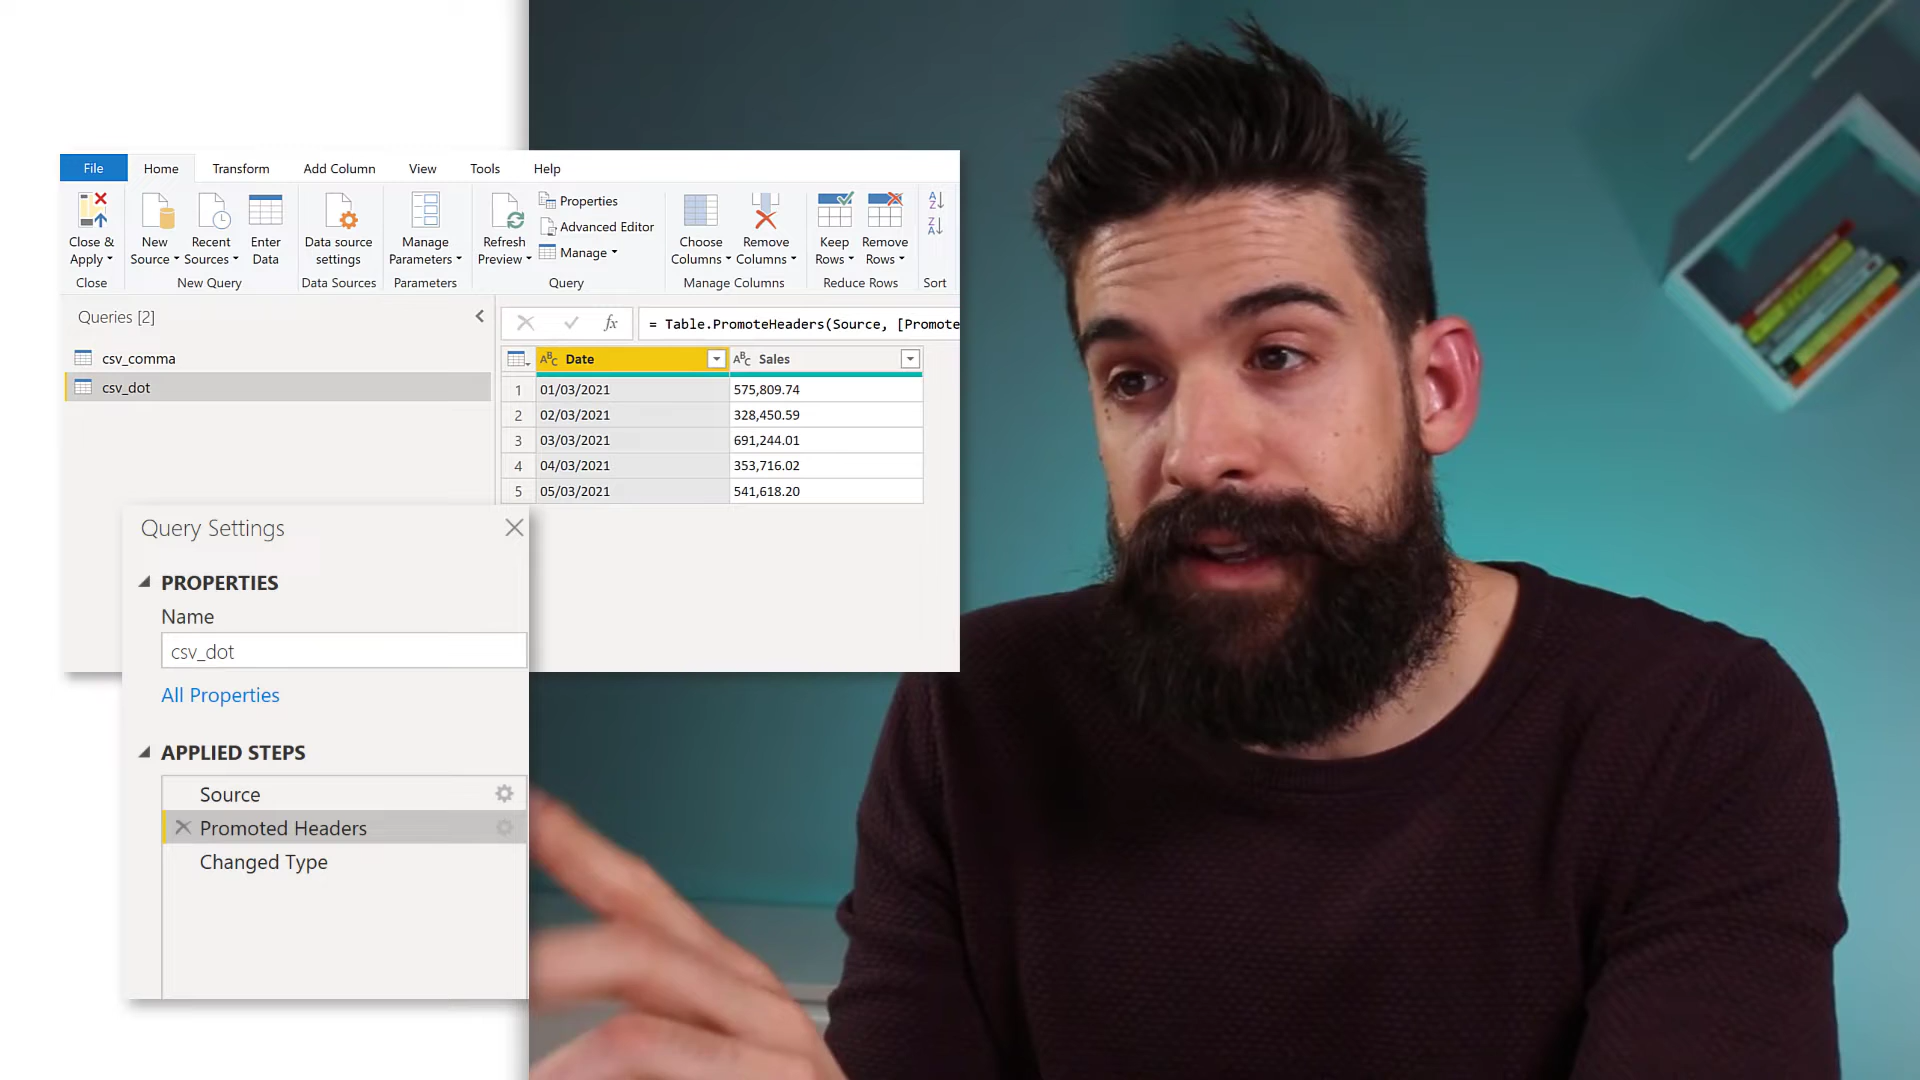 File Home Transform Add Column View Tools Help
Close & Apply
New Source
Recent Sources
Enter Data
Data source settings
Manage Parameters
Refresh Preview
Properties
Advanced Editor
Manage
Choose Columns
Remove Columns
Keep Rows
Remove Rows
A
Z
Z
A
Close New Query Data Sources Parameters Query Manage Columns Reduce Rows Sort
Queries [2]
csv_comma
csv_dot
fx = Table.PromoteHeaders(Source, [Promote
ABC Date ABC Sales
1 01/03/2021 575,809.74
2 02/03/2021 328,450.59
3 03/03/2021 691,244.01
4 04/03/2021 353,716.02
5 05/03/2021 541,618.20
Query Settings
PROPERTIES
Name
csv_dot
All Properties
APPLIED STEPS
Source
Promoted Headers
Changed Type